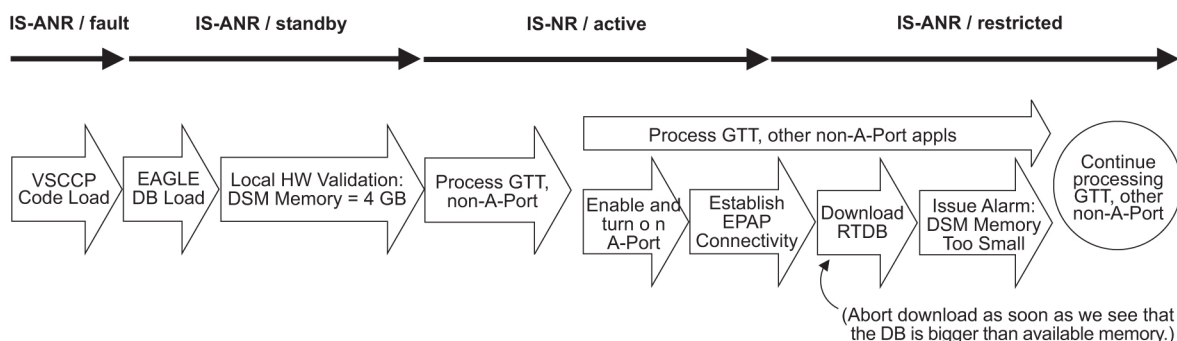 IS-ANR / fault
IS-ANR / standby
IS-NR / active
IS-ANR / restricted
VSCCP
Code Load
EAGLE
DB Load
Local HW Validation:
DSM Memory = 4 GB
Process GTT,
non-A-Port
Process GTT, other non-A-Port appls
Enable and
turn o n
A-Port
Establish
EPAP
Connectivity
Download
RTDB
Issue Alarm:
DSM Memory
Too Small
Continue
processing
GTT, other
non-A-Port
(Abort download as soon as we see that
the DB is bigger than available memory.)